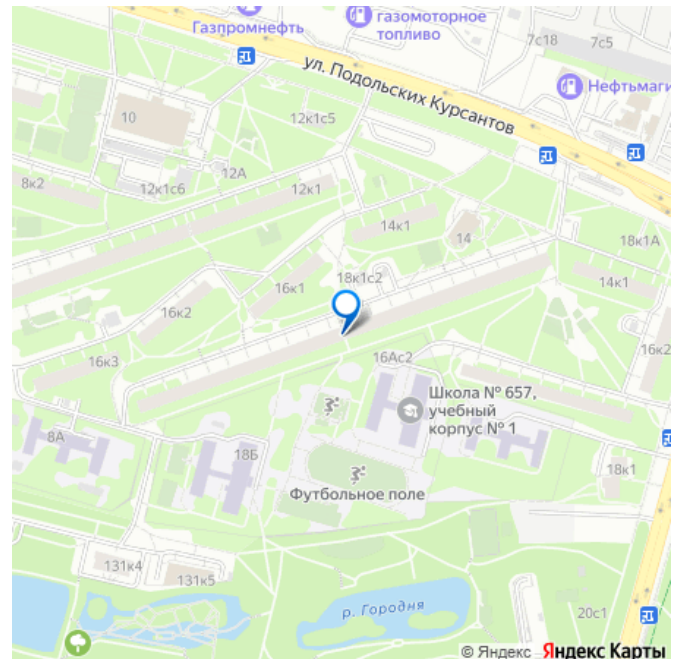 Газпромнефть
газомоторное
топливо
7с18
7с5
Нефтьмаги
ул. Подольских Курсантов
10
12к1с5
12А
8к2
12к1с6
12к1
14к1
14
18к1А
18к1с2
14к1
16к1
16к2
16к2
16к3
16Ас2
Школа № 657,
учебный
корпус № 1
8А
18Б
18к1
Футбольное поле
131к4
131к5
р. Городня
20с1
© Яндекс Яндекс Карты